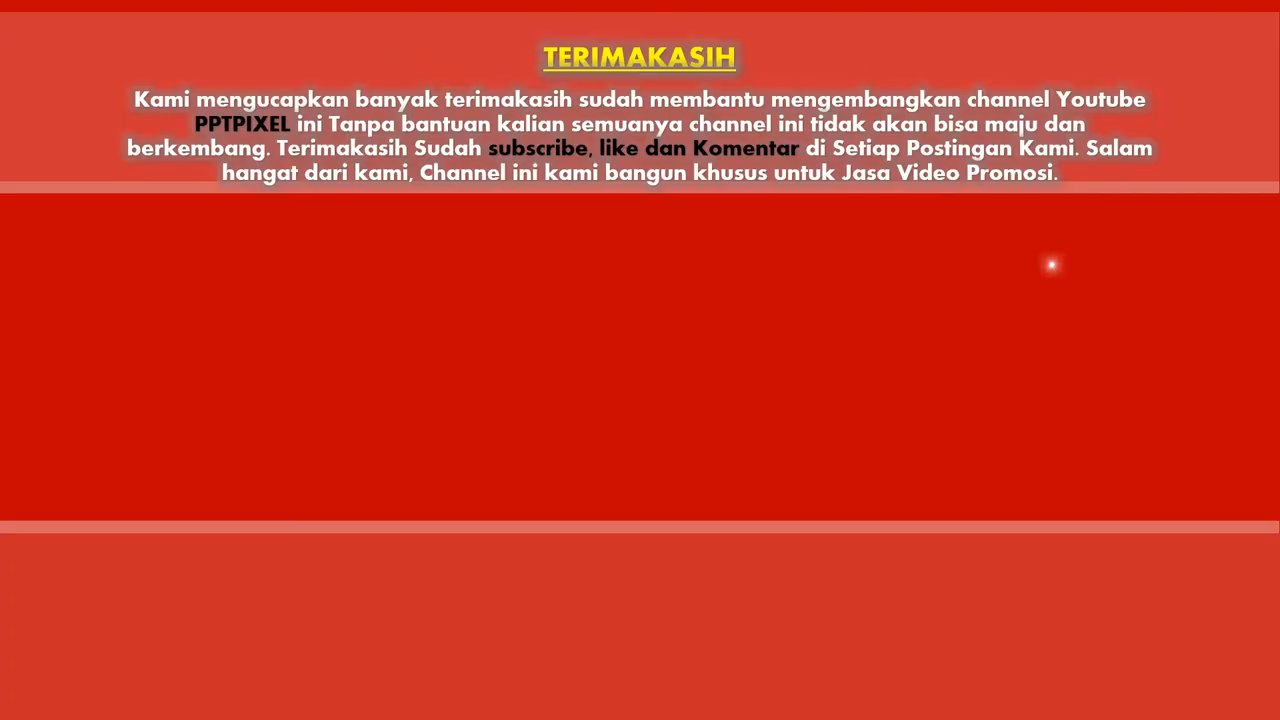 TERIMAKASIH
Kami mengucapkan banyak terimakasih sudah membantu mengembangkan channel Youtube
PPTPIXEL ini Tanpa bantuan kalian semuanya channel ini tidak akan bisa maju dan
berkembang. Terimakasih Sudah subscribe, like dan Komentar di Setiap Postingan Kami. Salam
hangat dari kami, Channel ini kami bangun khusus untuk Jasa Video Promosi.